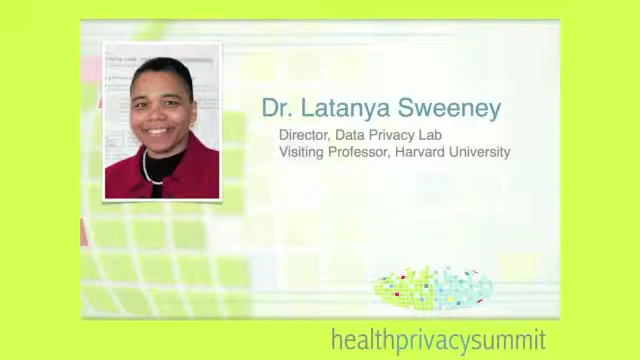 Dr. Latanya Sweeney
Director, Data Privacy Lab
Visiting Professor, Harvard University
healthprivacysummit